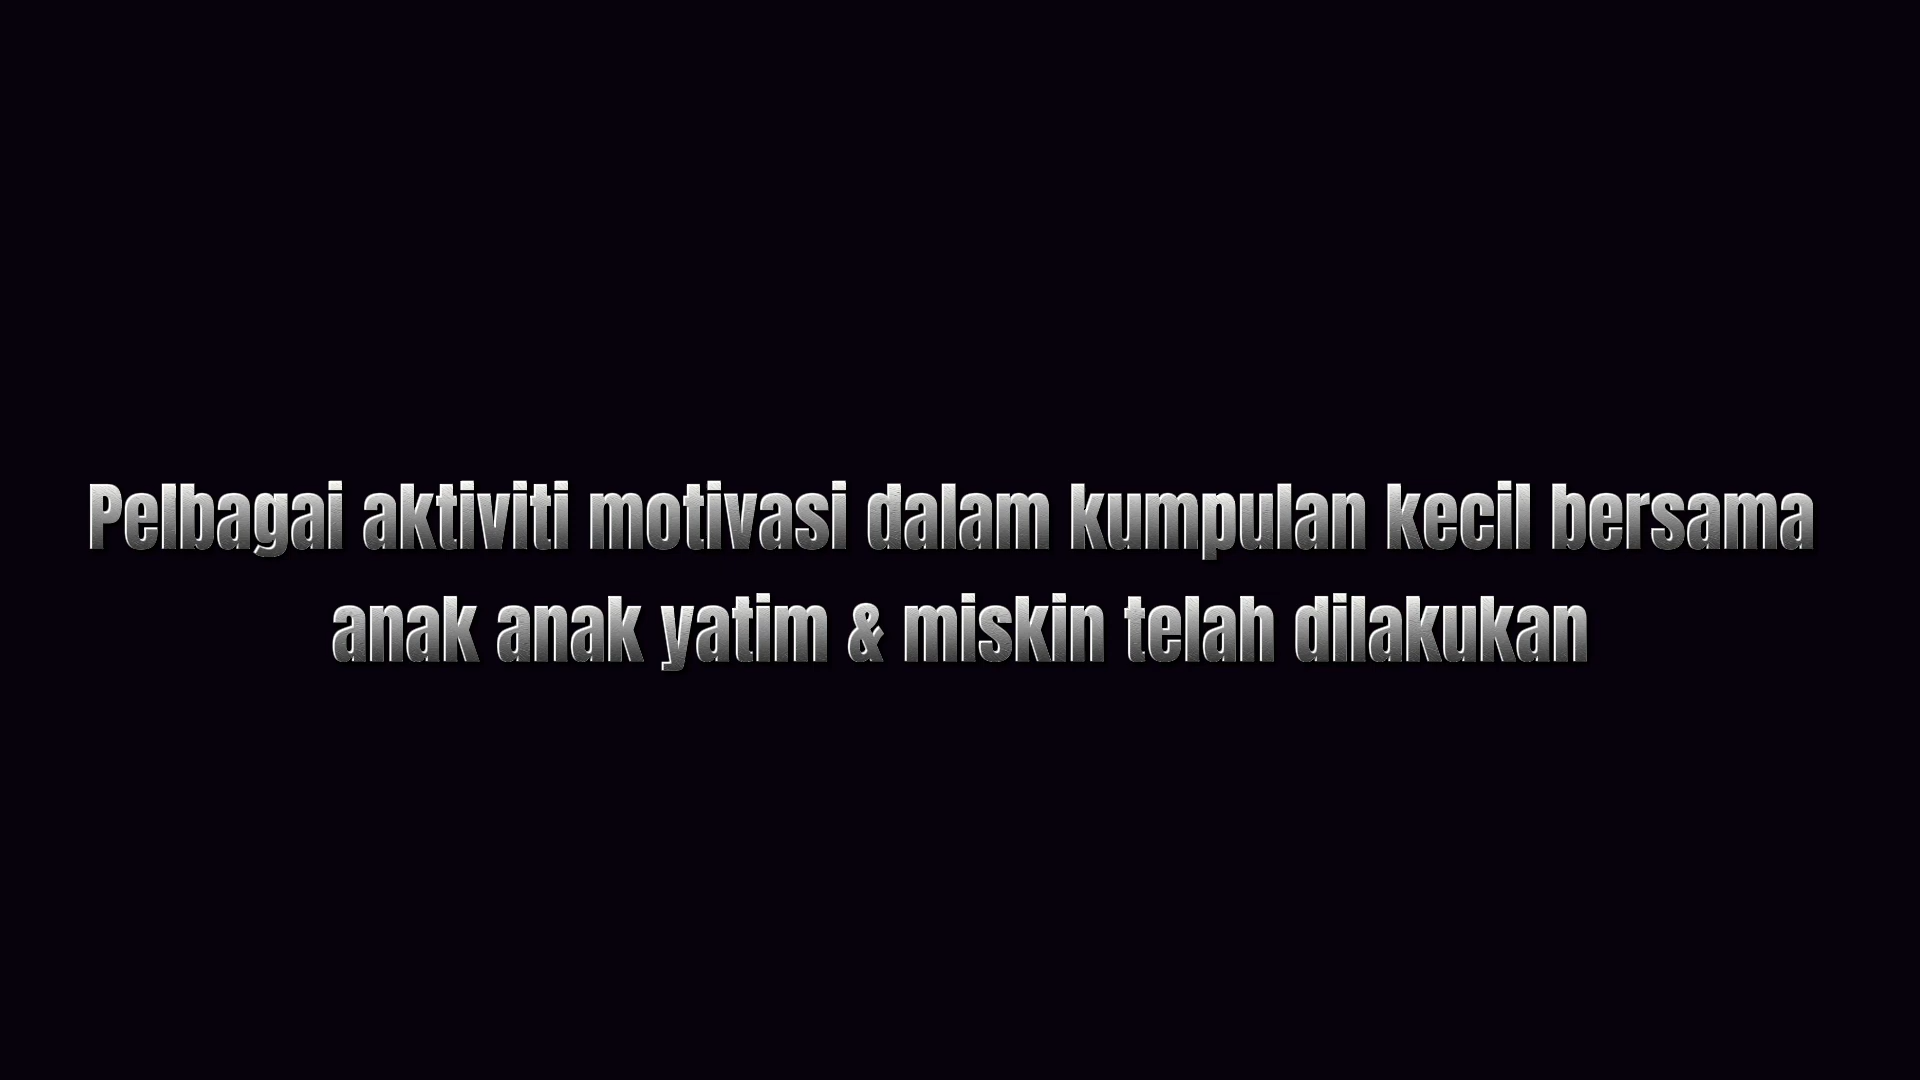 Pelbagai aktiviti motivasi dalam kumpulan kecil bersama
anak anak yatim & miskin telah dilakukan